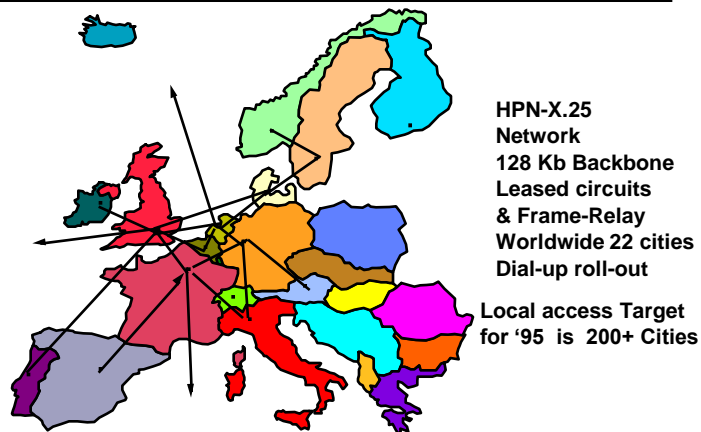 HPN-X.25
Network
128 Kb Backbone
Leased circuits
& Frame-Relay
Worldwide 22 cities
Dial-up roll-out
Local access Target
for ‘95 is 200+ Cities